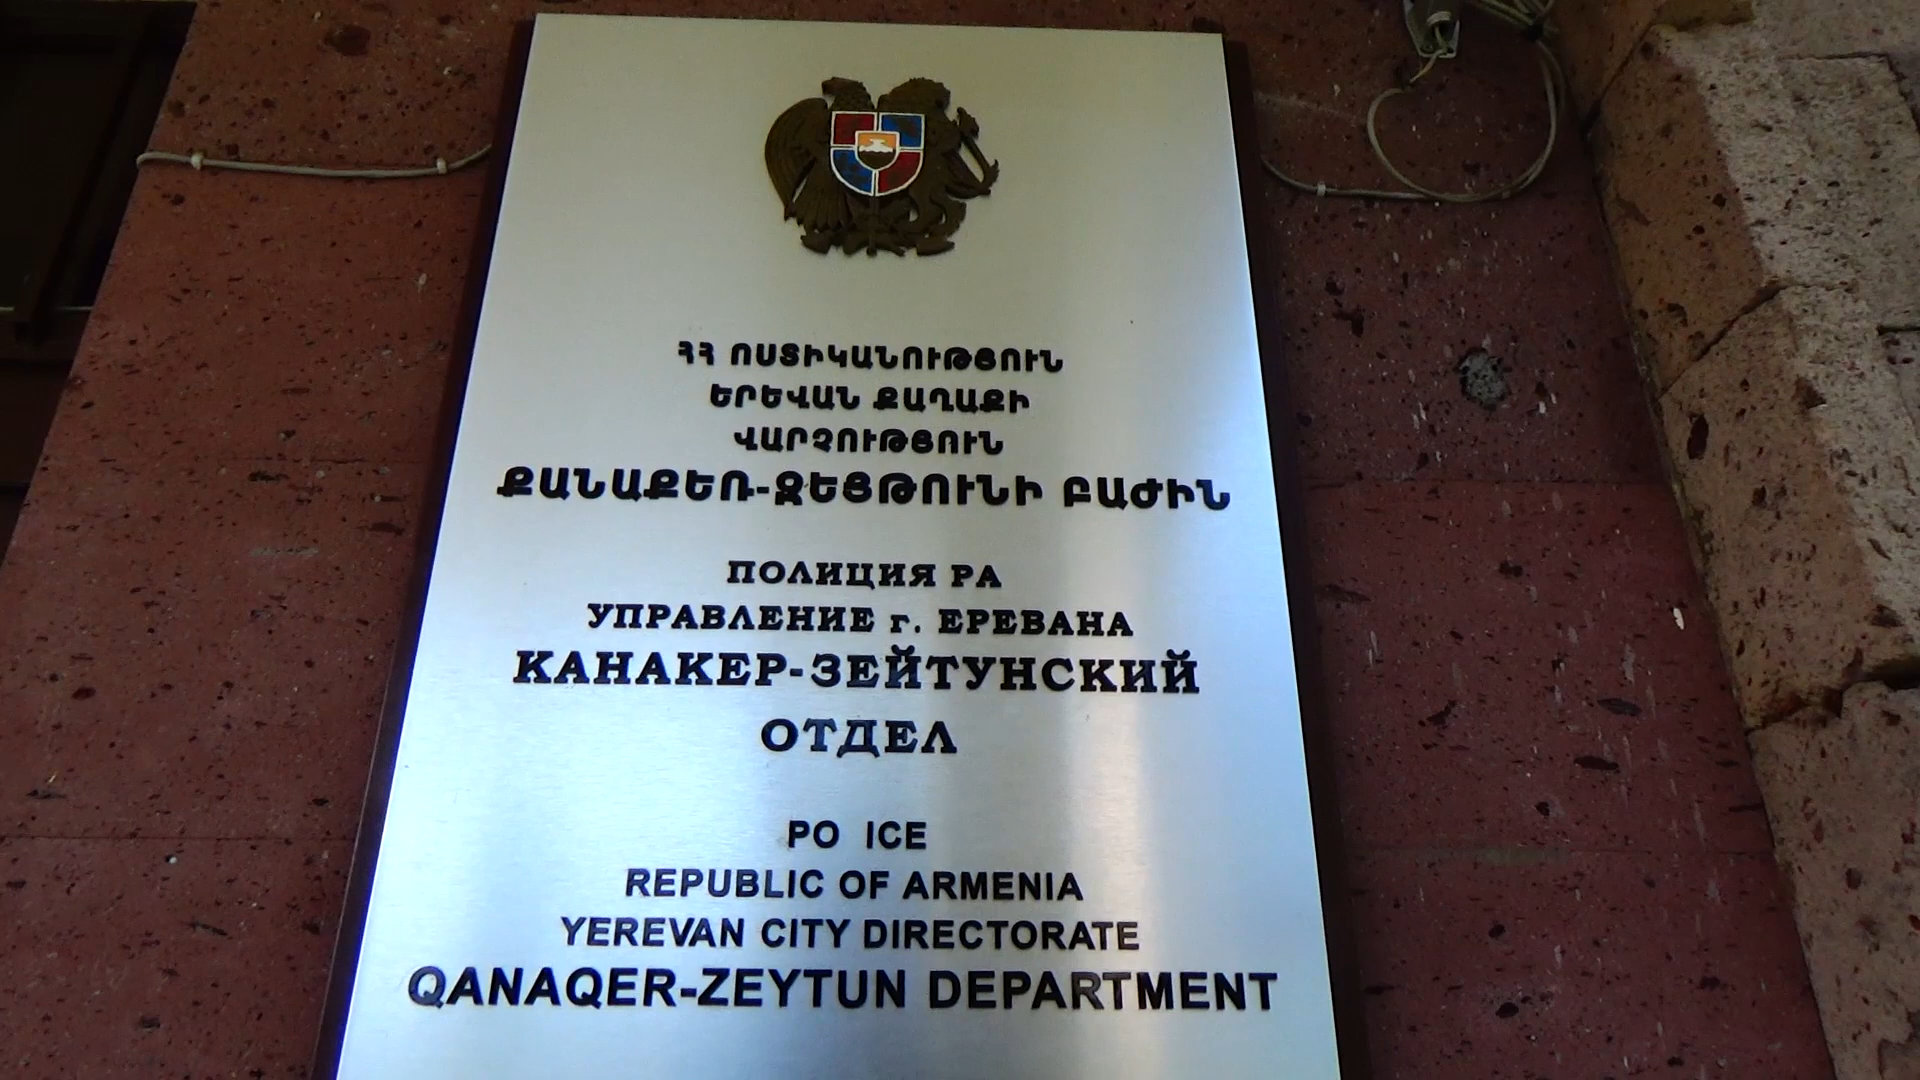 ՀՀ ՈՍՏԻԿԱՆՈՒԹՅՈՒՆ
ԵՐԵՎԱՆ ՔԱՂԱՔԻ
ՎԱՐՉՈՒԹՅՈՒՆ
ՔԱՆԱՔԵՌ-ԶԵՅԹՈՒՆԻ ԲԱԺԻՆ
ПОЛИЦИЯ РА
УПРАВЛЕНИЕ г. ЕРЕВАНА
КАНАКЕР-ЗЕЙТУНСКИЙ
ОТДЕЛ
PO ICE
REPUBLIC OF ARMENIA
YEREVAN CITY DIRECTORATE
QANAQER-ZEYTUN DEPARTMENT